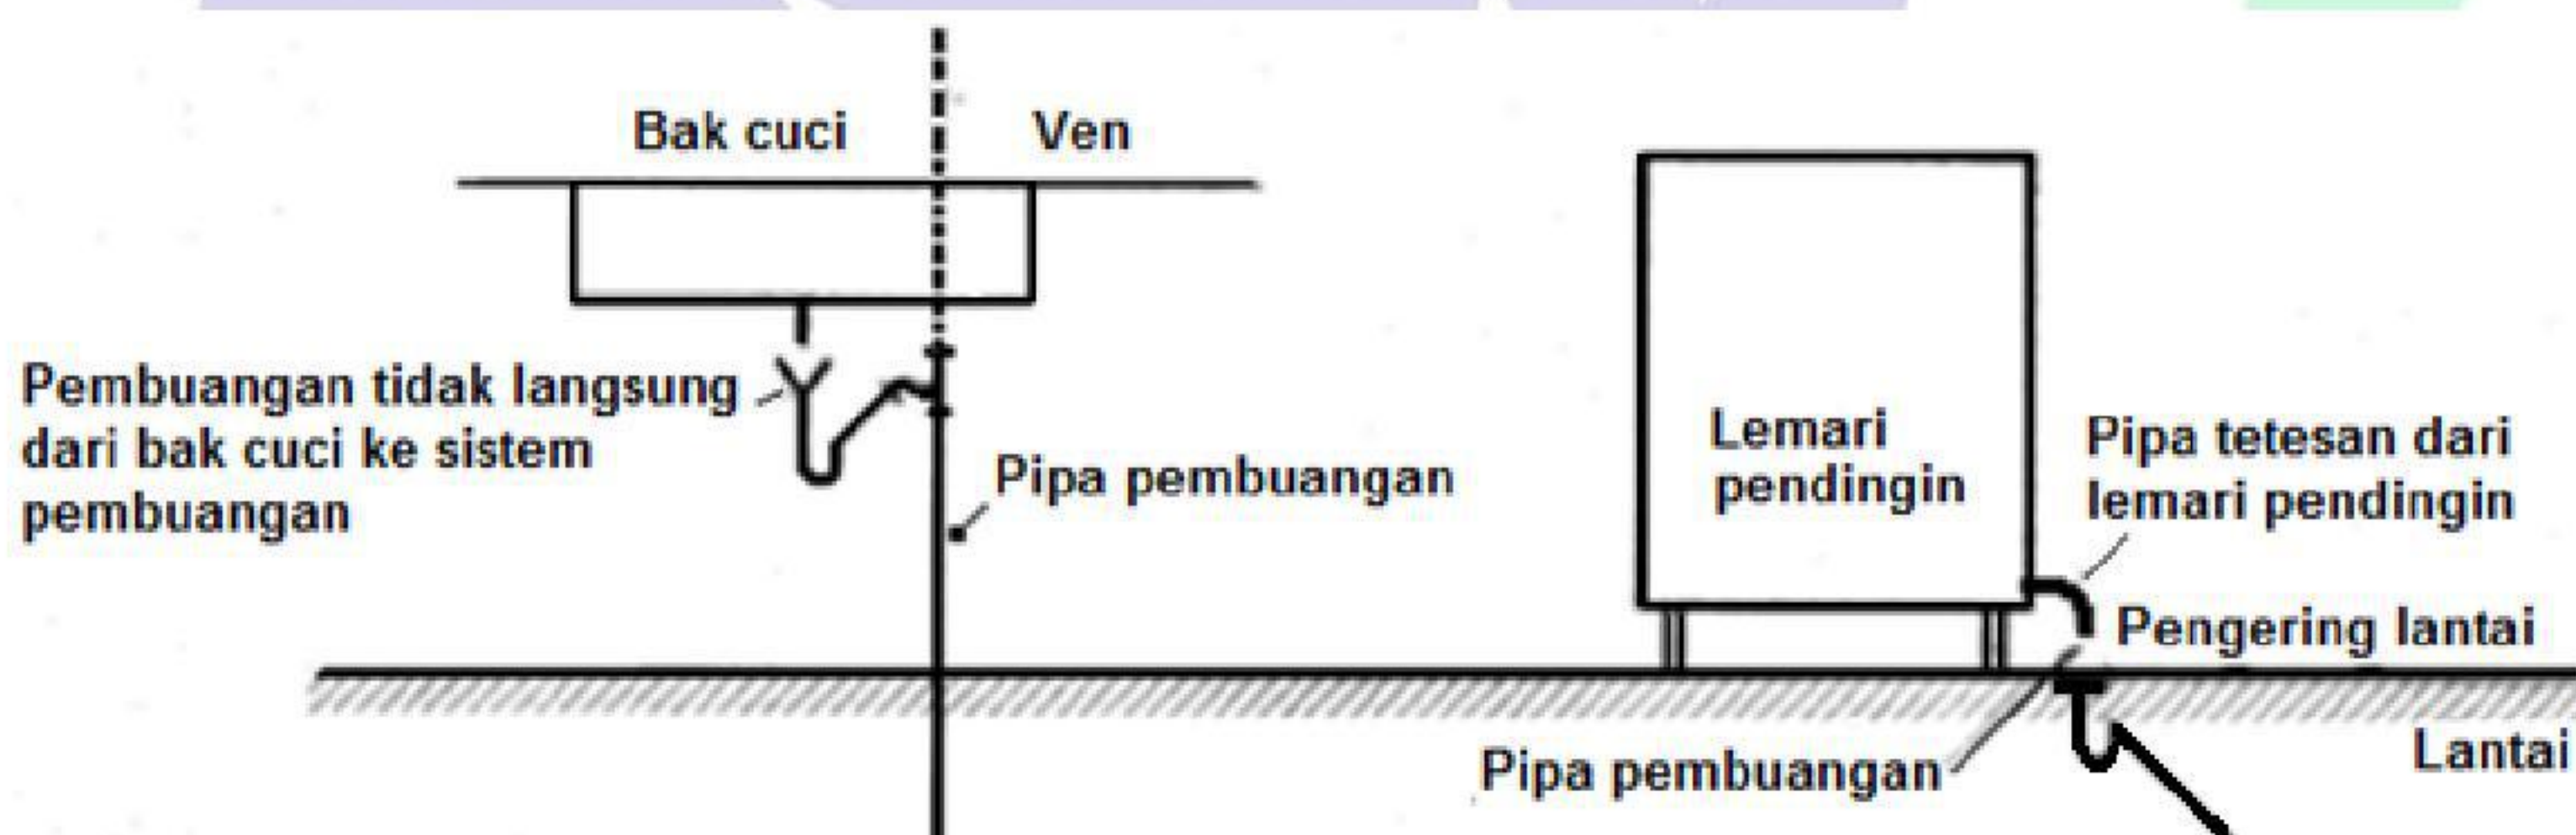 Bak cuci
Ven
Pembuangan tidak langsung
dari bak cuci ke sistem
pembuangan
Pipa pembuangan
Lemari
pendingin
Pipa tetesan dari
lemari pendingin
Pengering lantai
Pipa pembuangan
Lantai